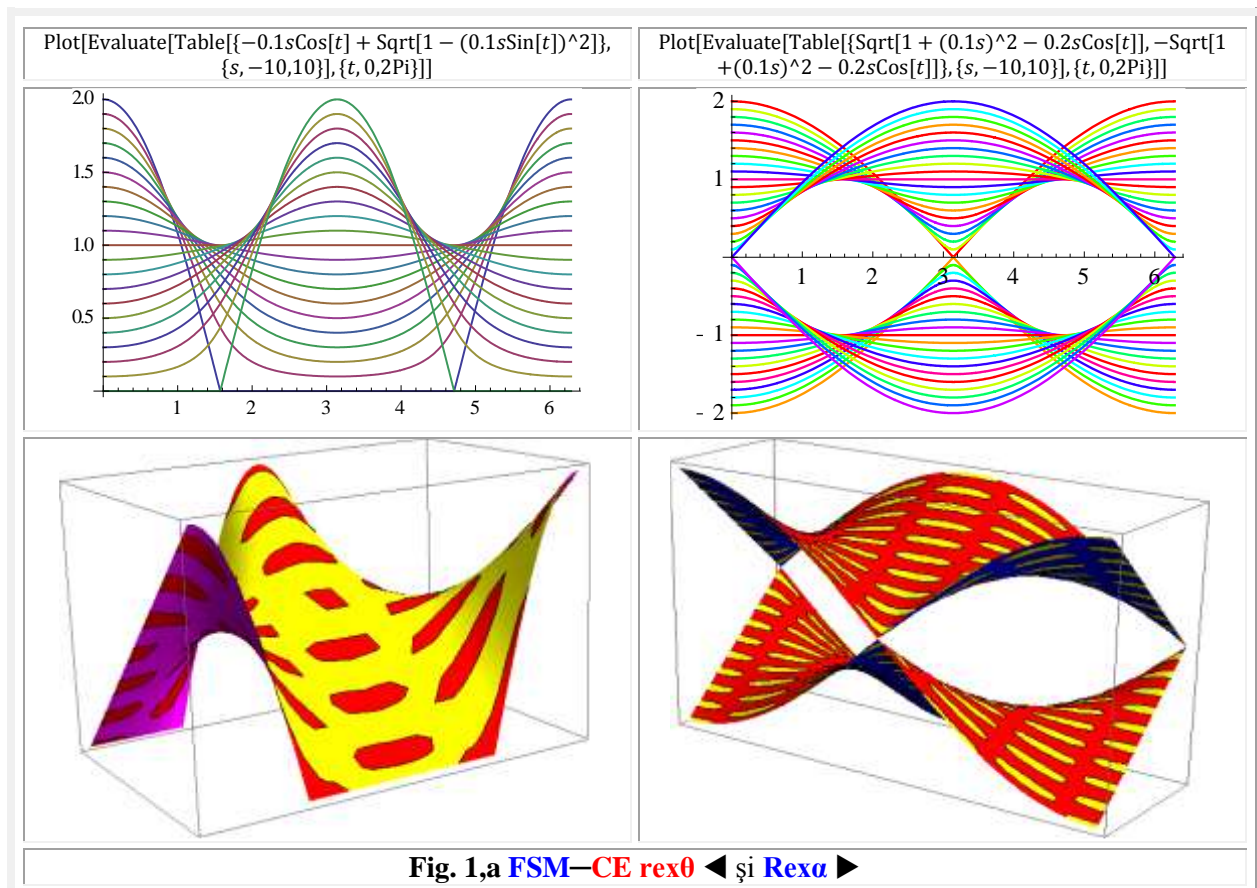 Plot[Evaluate[Table[{−0.1sCos[t] + Sqrt[1 − (0.1sSin[t])^2]},
{s, −10,10}], {t, 0,2Pi}]]
Plot[Evaluate[Table[{Sqrt[1 + (0.1s)^2 − 0.2sCos[t]], −Sqrt[1
+(0.1s)^2 − 0.2sCos[t]]}, {s, −10,10}], {t, 0,2Pi}]]
2.0
1.5
1.0
0.5
1 2 3 4 5 6
2
1
1 2 3 4 5 6
- 1
- 2
Fig. 1,a FSM—CE rexθ ◄ şi Rexα ►